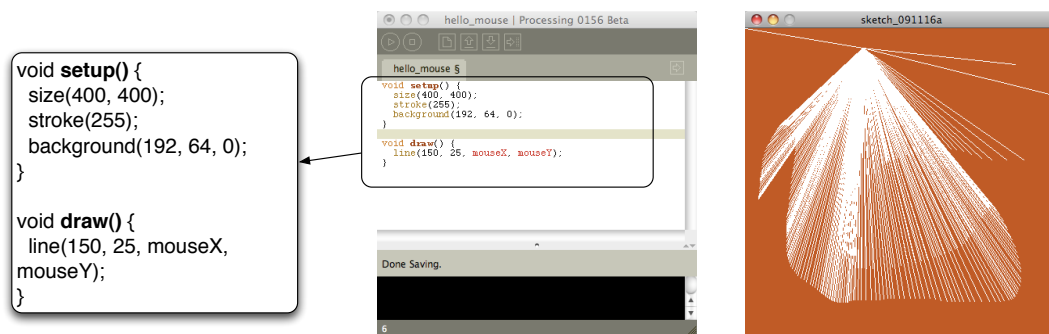 void setup() {
size(400, 400);
stroke(255);
background(192, 64, 0);
}
void draw() {
line(150, 25, mouseX,
mouseY);
}
hello_mouse | Processing 0156 Beta
hello_mouse §
void setup() {
size(400, 400);
stroke(255);
background(192, 64, 0);
}
void draw() {
line(150, 25, mouseX, mouseY);
}
Done Saving.
6
sketch_091116a